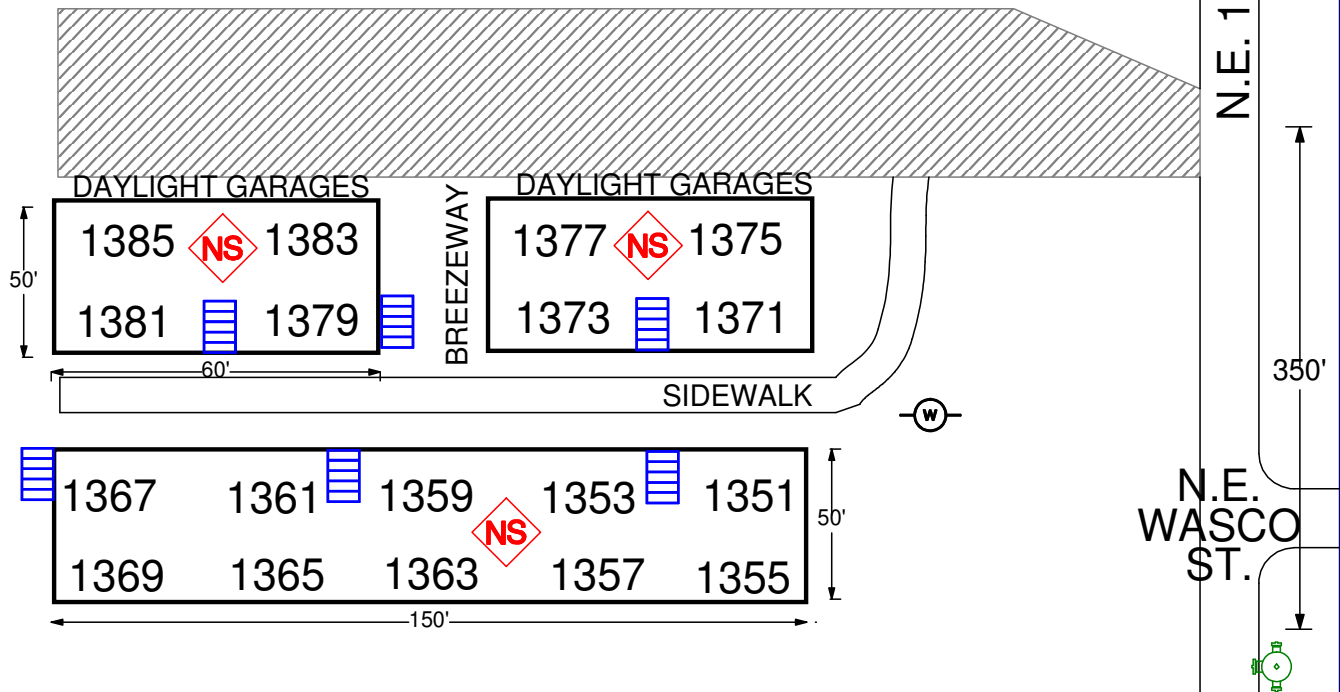 N.E. 1
DAYLIGHT GARAGES
DAYLIGHT GARAGES
1385 NS 1383
1377 NS 1375
50'
BREEZEWAY
1381 1379
1373 1371
60'
350'
SIDEWALK
W
1367 1361 1359 1353 1351
N.E.
WASCO
ST.
NS
50'
1369 1365 1363 1357 1355
150'